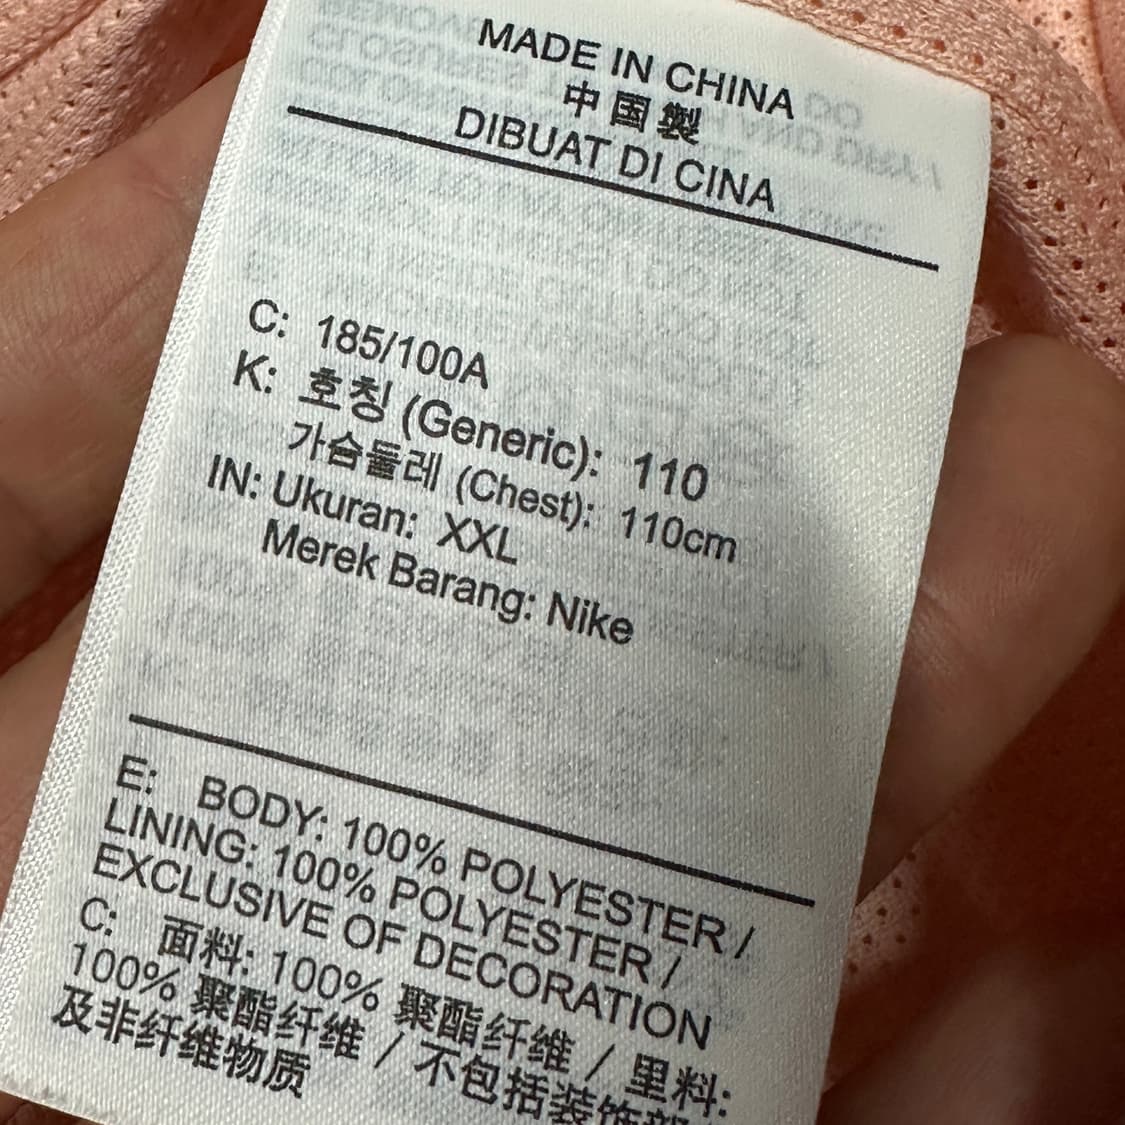 MADE IN CHINA
中国製
DIBUAT DI CINA
C: 185/100A
K: 호칭 (Generic): 110
가슴둘레 (Chest): 110cm
IN: Ukuran: XXL
Merek Barang: Nike
E: BODY: 100% POLYESTER /
LINING: 100% POLYESTER /
EXCLUSIVE OF DECORATION
C: 面料: 100% 聚酯纤维 / 里料:
100% 聚酯纤维 / 不包括装饰部
及非纤维物质